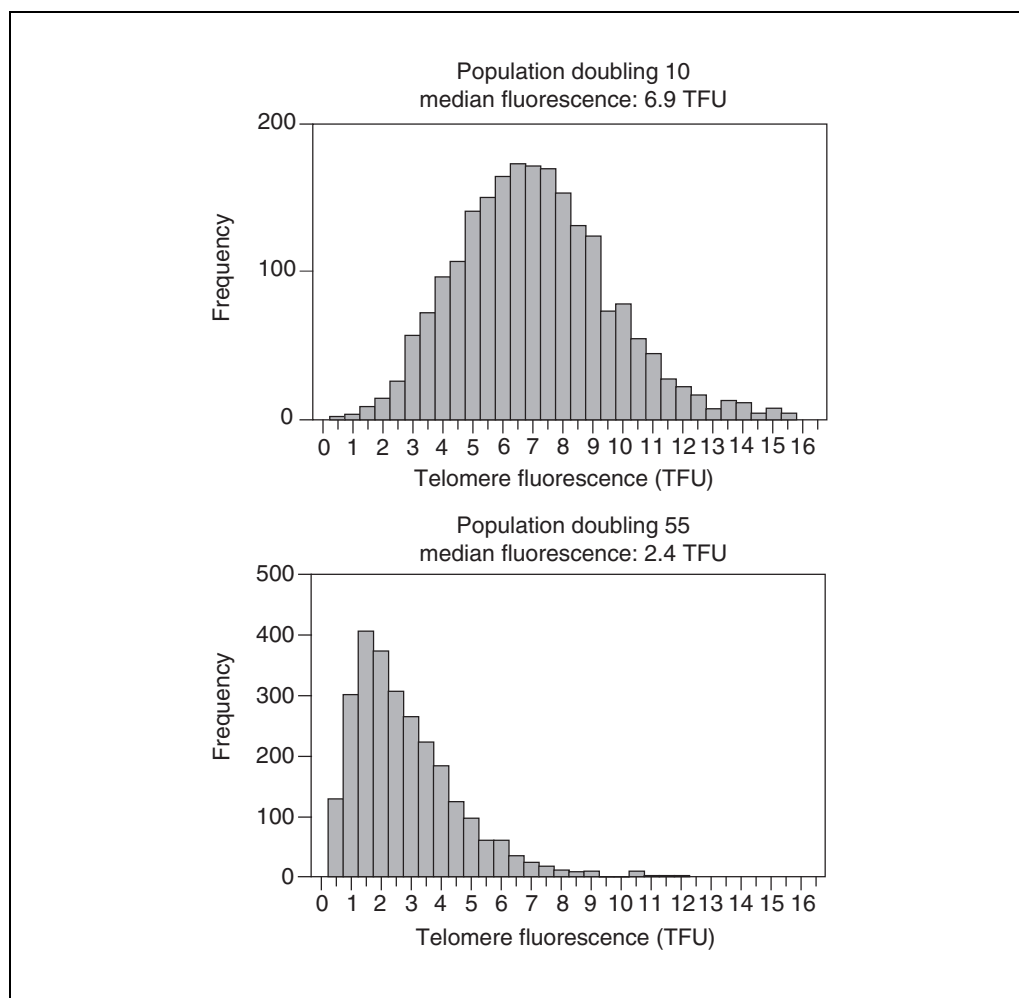 Population doubling 10
median fluorescence: 6.9 TFU
200
100
0
Frequency
0 1 2 3 4 5 6 7 8 9 10 11 12 13 14 15 16
Telomere fluorescence (TFU)
Population doubling 55
median fluorescence: 2.4 TFU
500
400
300
200
100
0
Frequency
0 1 2 3 4 5 6 7 8 9 10 11 12 13 14 15 16
Telomere fluorescence (TFU)